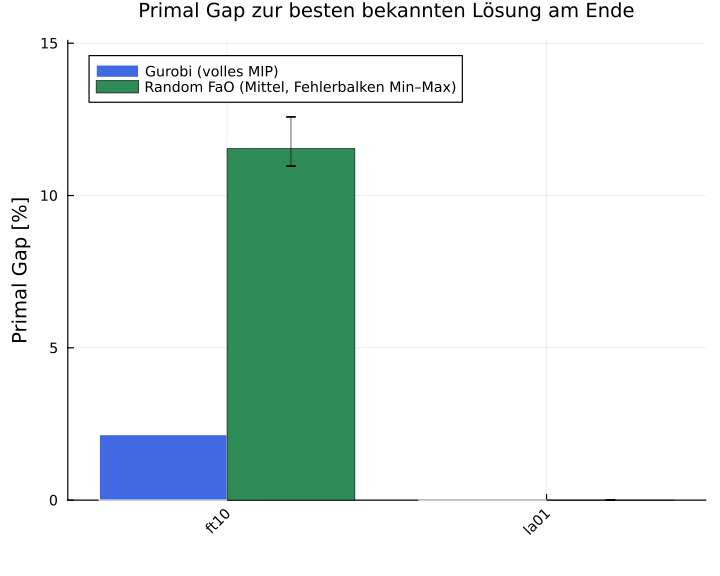 Primal Gap zur besten bekannten Lösung am Ende
15
Gurobi (volles MIP)
Random FaO (Mittel, Fehlerbalken Min–Max)
10
Primal Gap [%]
5
0
ft10
la01